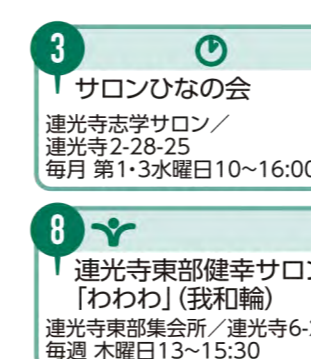 3
サロンひなの会
連光寺志学サロン／
連光寺2-28-25
毎月 第1・3水曜日10〜16:00
8
連光寺東部健幸サロン
「わわわ」(我和輪)
連光寺東部集会所／連光寺6-
毎週 木曜日13〜15:30